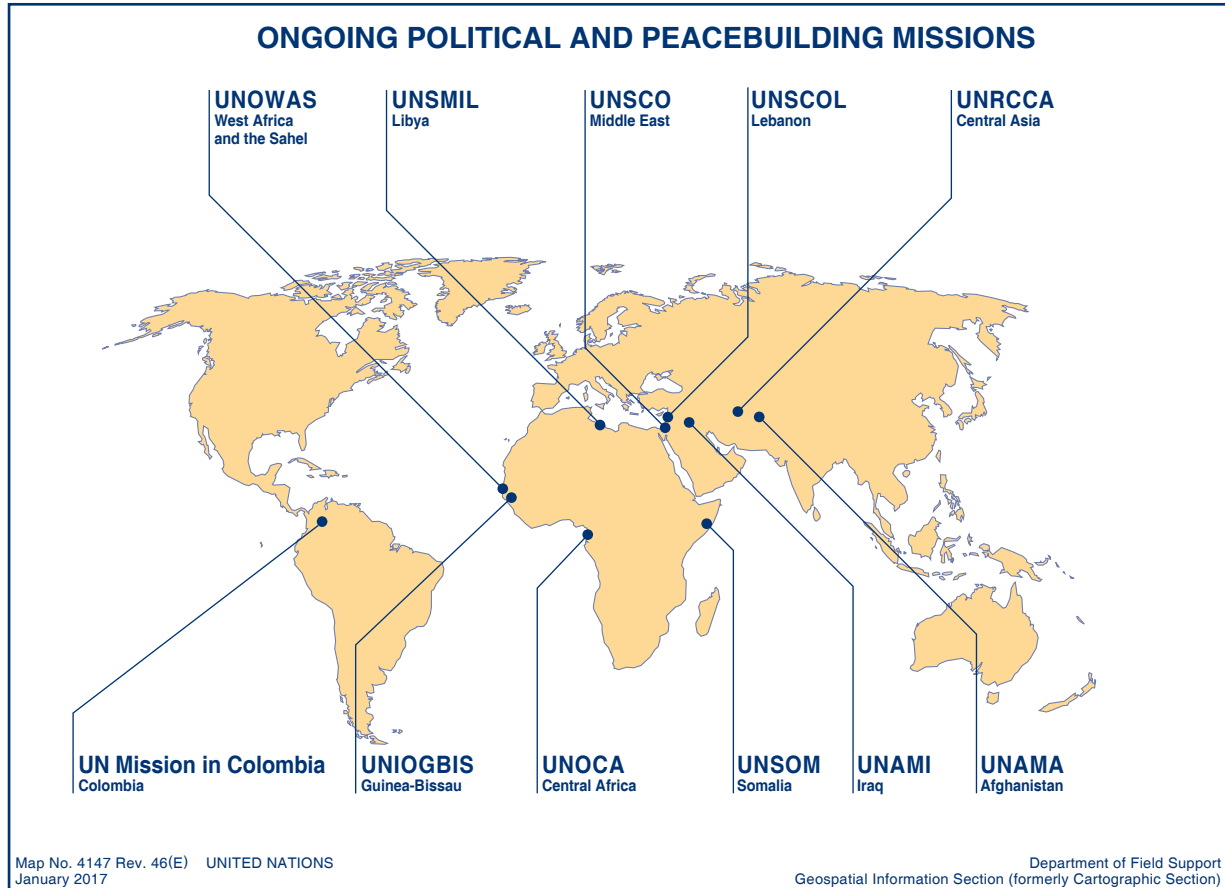 ONGOING POLITICAL AND PEACEBUILDING MISSIONS
UNOWAS
West Africa
and the Sahel
UNSMIL
Libya
UNSCO
Middle East
UNSCOL
Lebanon
UNRCCA
Central Asia
UN Mission in Colombia
Colombia
UNIOGBIS
Guinea-Bissau
UNOCA
Central Africa
UNSOM
Somalia
UNAMI
Iraq
UNAMA
Afghanistan
Map No. 4147 Rev. 46(E) UNITED NATIONS
January 2017
Department of Field Support
Geospatial Information Section (formerly Cartographic Section)